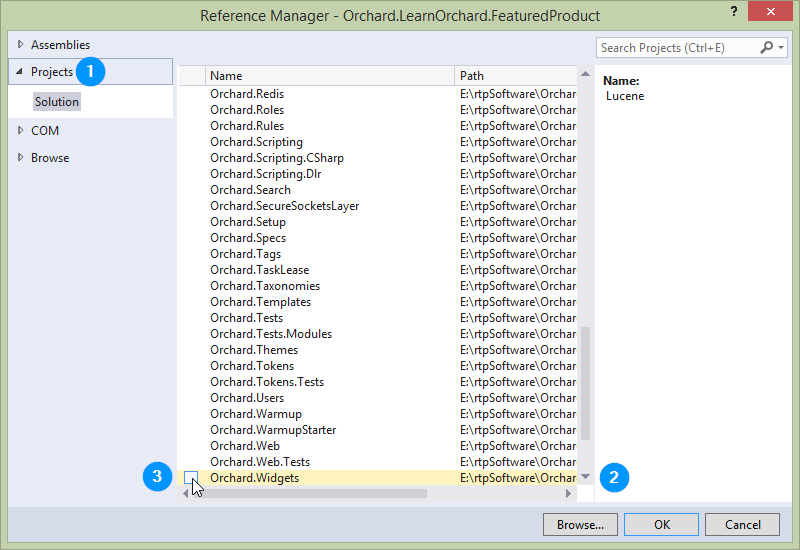 Reference Manager - Orchard.LearnOrchard.FeaturedProduct
?
Assemblies
Projects 1
Solution
COM
Browse
Name Path
Orchard.Redis E:\rtpSoftware\Orchar
Orchard.Roles E:\rtpSoftware\Orchar
Orchard.Rules E:\rtpSoftware\Orchar
Orchard.Scripting E:\rtpSoftware\Orchar
Orchard.Scripting.CSharp E:\rtpSoftware\Orchar
Orchard.Scripting.Dlr E:\rtpSoftware\Orchar
Orchard.Search E:\rtpSoftware\Orchar
Orchard.SecureSocketsLayer E:\rtpSoftware\Orchar
Orchard.Setup E:\rtpSoftware\Orchar
Orchard.Specs E:\rtpSoftware\Orchar
Orchard.Tags E:\rtpSoftware\Orchar
Orchard.TaskLease E:\rtpSoftware\Orchar
Orchard.Taxonomies E:\rtpSoftware\Orchar
Orchard.Templates E:\rtpSoftware\Orchar
Orchard.Tests E:\rtpSoftware\Orchar
Orchard.Tests.Modules E:\rtpSoftware\Orchar
Orchard.Themes E:\rtpSoftware\Orchar
Orchard.Tokens E:\rtpSoftware\Orchar
Orchard.Tokens.Tests E:\rtpSoftware\Orchar
Orchard.Users E:\rtpSoftware\Orchar
Orchard.Warmup E:\rtpSoftware\Orchar
Orchard.WarmupStarter E:\rtpSoftware\Orchar
Orchard.Web E:\rtpSoftware\Orchar
Orchard.Web.Tests E:\rtpSoftware\Orchar
3 Orchard.Widgets E:\rtpSoftware\Orchar 2
Search Projects (Ctrl+E)
Name:
Lucene
Browse... OK Cancel